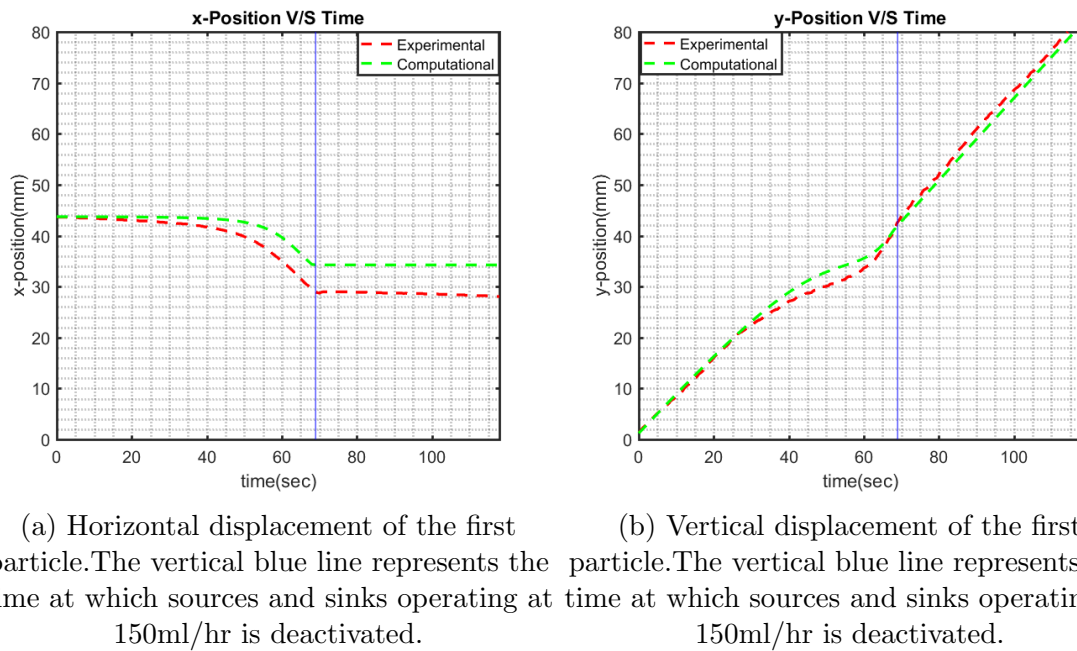 x-Position V/S Time
80
70
60
50
40
30
20
10
0
x-position(mm)
Experimental
Computational
0 20 40 60 80 100
time(sec)
y-Position V/S Time
80
70
60
50
40
30
20
10
0
y-position(mm)
Experimental
Computational
0 20 40 60 80 100
time(sec)
(a) Horizontal displacement of the first
particle.The vertical blue line represents the
time at which sources and sinks operating at
150ml/hr is deactivated.
(b) Vertical displacement of the first
particle.The vertical blue line represents
time at which sources and sinks operatin
150ml/hr is deactivated.